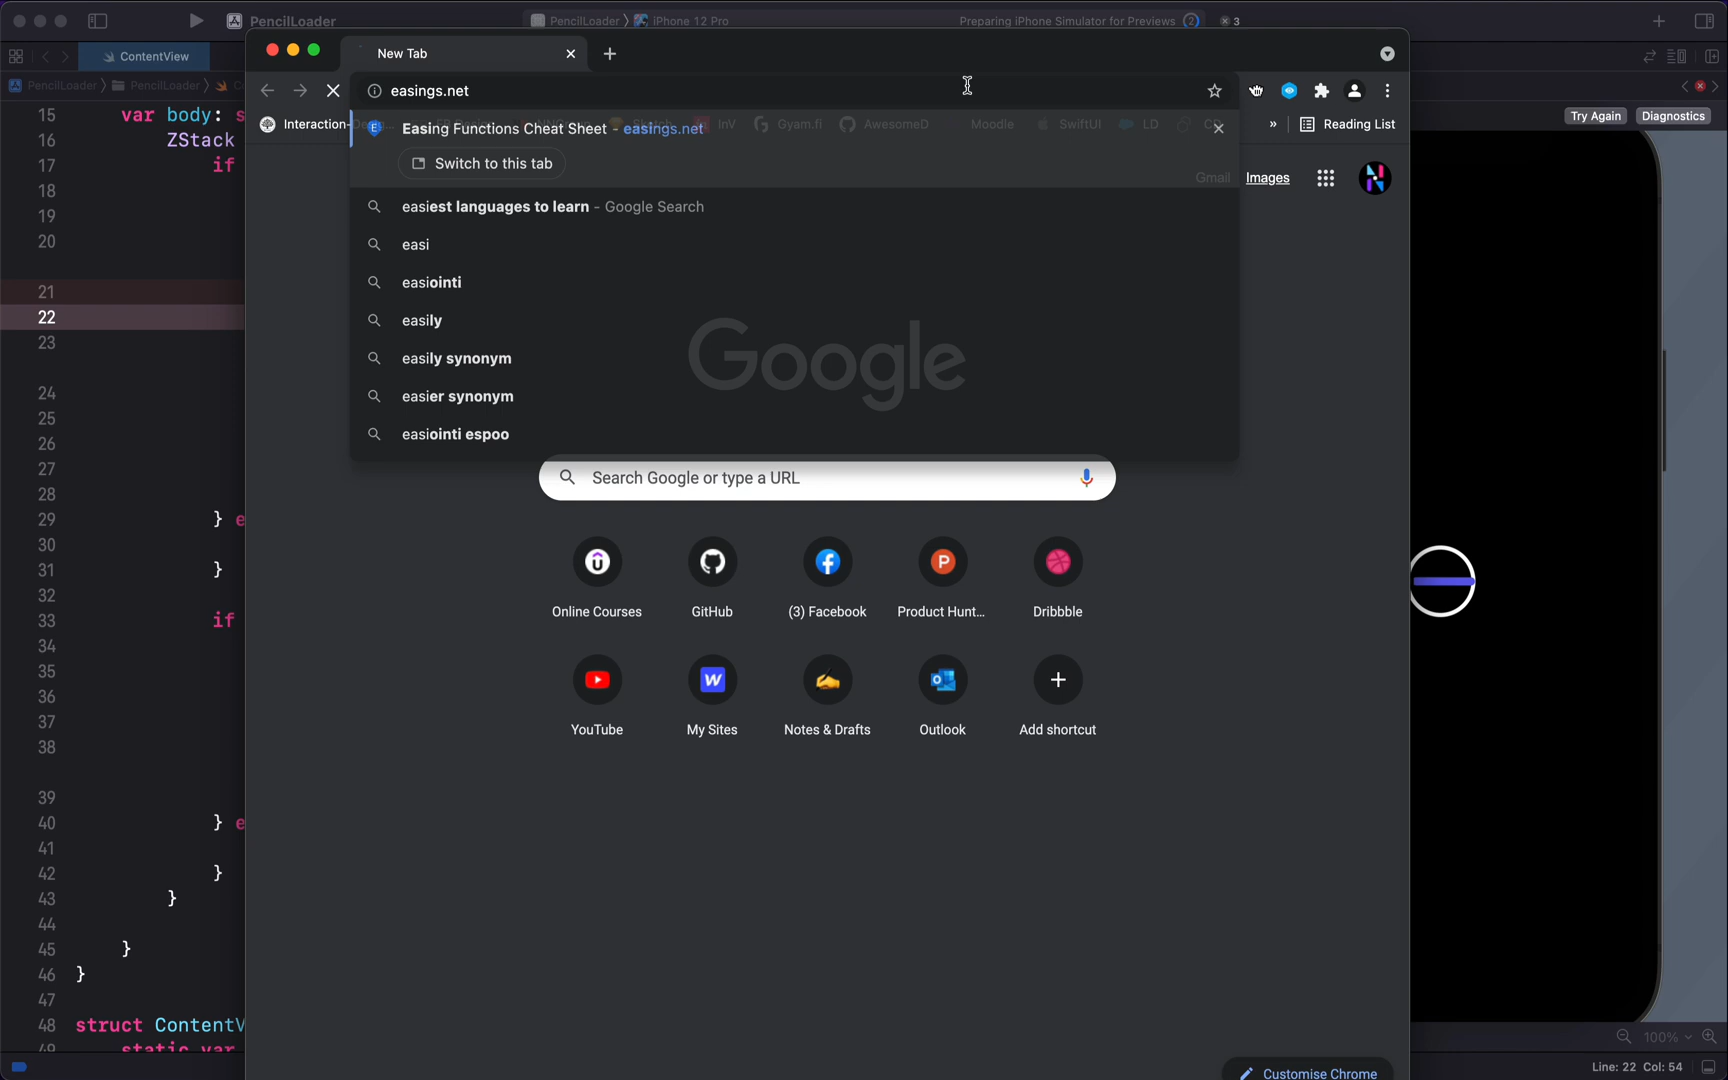 PencilLoader
PencilLoader 〉 iPhone 12 Pro
Preparing iPhone Simulator for Previews 2
3
ContentView
PencilLoader 〉 PencilLoader 〉
New Tab
easings.net
Interaction-
InV
Gyam.fi
AwesomeD
Moodle
SwiftUI
LD
»
Reading List
Easing Functions Cheat Sheet - easings.net
Switch to this tab
Gmail
Images
easiest languages to learn - Google Search
easi
easiointi
easily
easily synonym
easier synonym
easiointi espoo
Google
Search Google or type a URL
Online Courses
GitHub
(3) Facebook
Product Hunt...
Dribbble
YouTube
My Sites
Notes & Drafts
Outlook
Add shortcut
Customise Chrome
Try Again
Diagnostics
15 var body: s
16 ZStack
17 if
18
19
20
21
22
23
24
25
26
27
28
29 } e
30
31 }
32
33 if
34
35
36
37
38
39
40 } e
41
42 }
43 }
44
45 }
46 }
47
48 struct ContentV
49 static var
100%
Line: 22 Col: 54